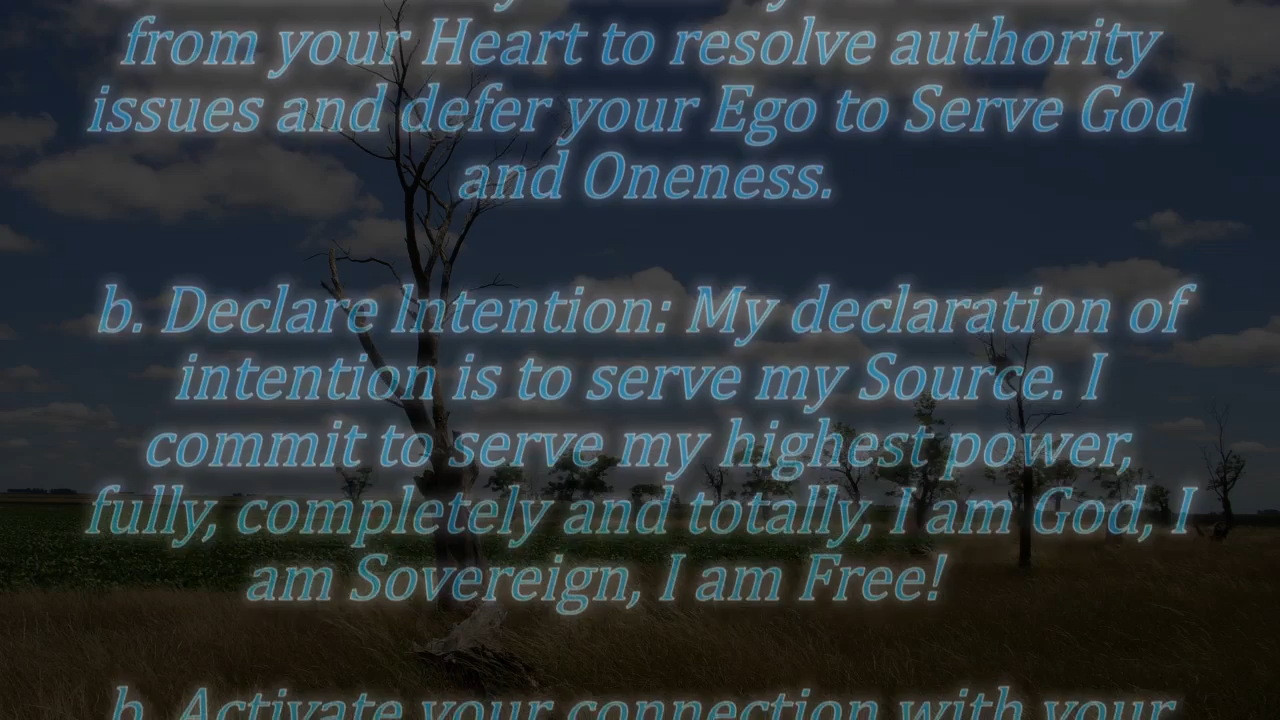 from your Heart to resolve authority
issues and defer your Ego to Serve God
and Oneness.
b. Declare Intention: My declaration of
intention is to serve my Source. I
commit to serve my highest power,
fully, completely and totally, I am God, I
am Sovereign, I am Free!
b. Activate your connection with your